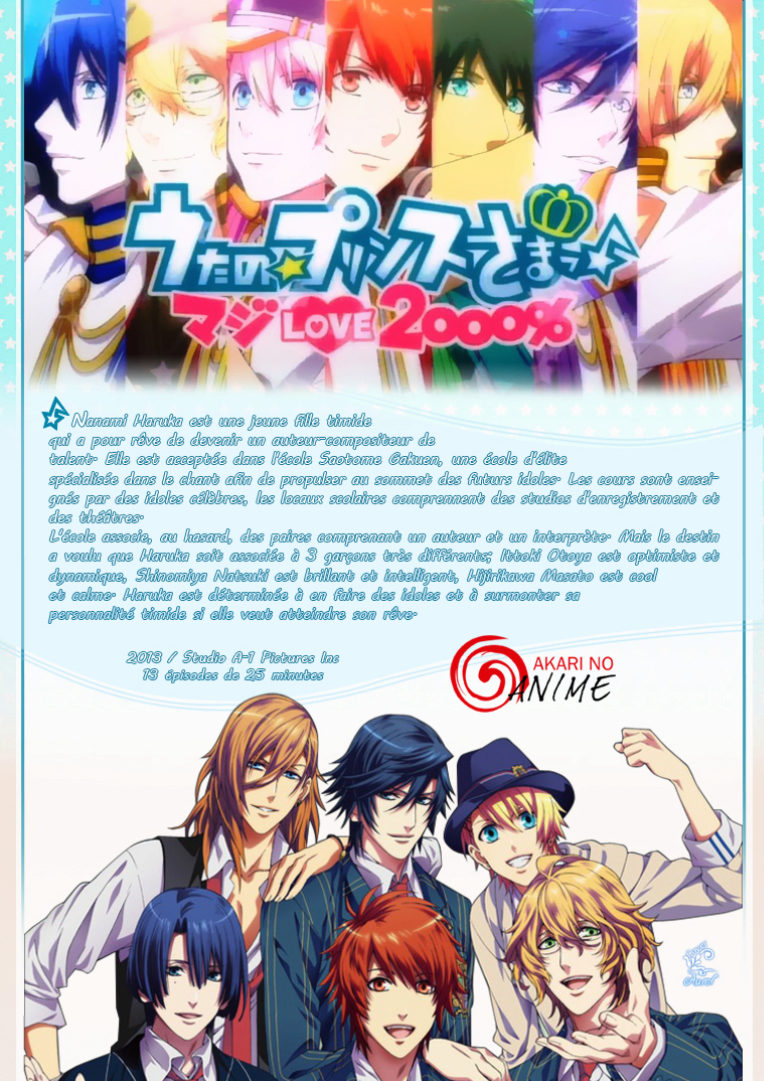 うたの☆プリンスさまっ♪
マジLOVE2000%
Nanami Haruka est une jeune fille timide
qui a pour rêve de devenir un auteur-compositeur de
talent. Elle est acceptée dans l'école Saotome Gakuen, une école d'élite
spécialisée dans le chant afin de propulser au sommet des futurs idoles. Les cours sont ensei-
gnés par des idoles célèbres, les locaux scolaires comprennent des studios d'enregistrement et
des théâtres.
L'école associe, au hasard, des paires comprenant un auteur et un interprète. Mais le destin
a voulu que Haruka soit associée à 3 garçons très différents; Ittoki Otoya est optimiste et
dynamique, Shinomiya Natsuki est brillant et intelligent, Hijirikawa Masato est cool
et calme. Haruka est déterminée à en faire des idoles et à surmonter sa
personnalité timide si elle veut atteindre son rêve.
2013 / Studio A-1 Pictures Inc
13 épisodes de 25 minutes
AKARI NO
ANIME